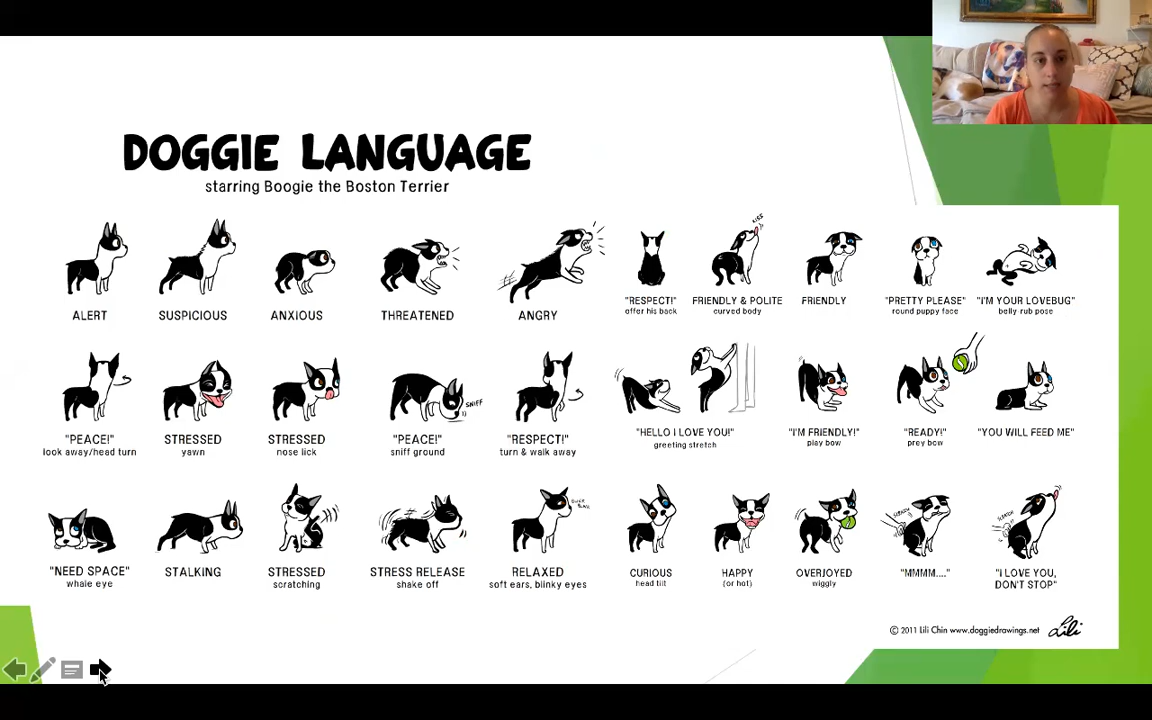 DOGGIE LANGUAGE
starring Boogie the Boston Terrier
ALERT
SUSPICIOUS
ANXIOUS
THREATENED
ANGRY
"RESPECT!"
offer his back
KISS
FRIENDLY & POLITE
curved body
FRIENDLY
"PRETTY PLEASE"
round puppy face
"I'M YOUR LOVEBUG"
belly-rub pose
"PEACE!"
look away/head turn
STRESSED
yawn
STRESSED
nose lick
SNIFF
"PEACE!"
sniff ground
"RESPECT!"
turn & walk away
"HELLO I LOVE YOU!"
greeting stretch
"I'M FRIENDLY!"
play bow
"READY!"
prey bow
"YOU WILL FEED ME"
"NEED SPACE"
whale eye
STALKING
STRESSED
scratching
STRESS RELEASE
shake off
RELAXED
soft ears, blinky eyes
CURIOUS
head tilt
HAPPY
(or hot)
OVERJOYED
wiggly
SCRATCH
"MMMM...."
SCRATCH
"I LOVE YOU,
DON'T STOP"
© 2011 Lili Chin www.doggiedrawings.net
Lili